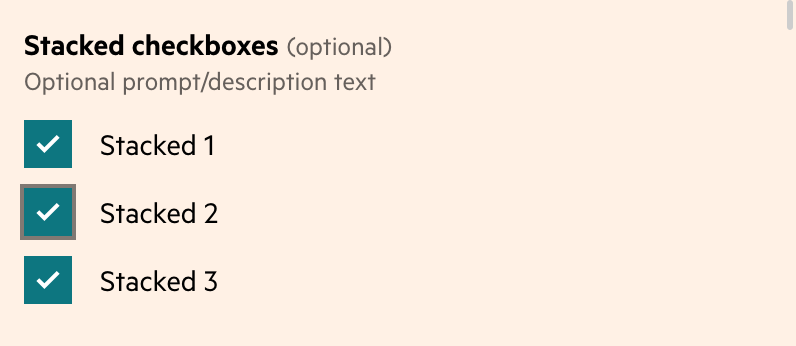 Stacked checkboxes (optional)
Optional prompt/description text
Stacked 1
Stacked 2
Stacked 3